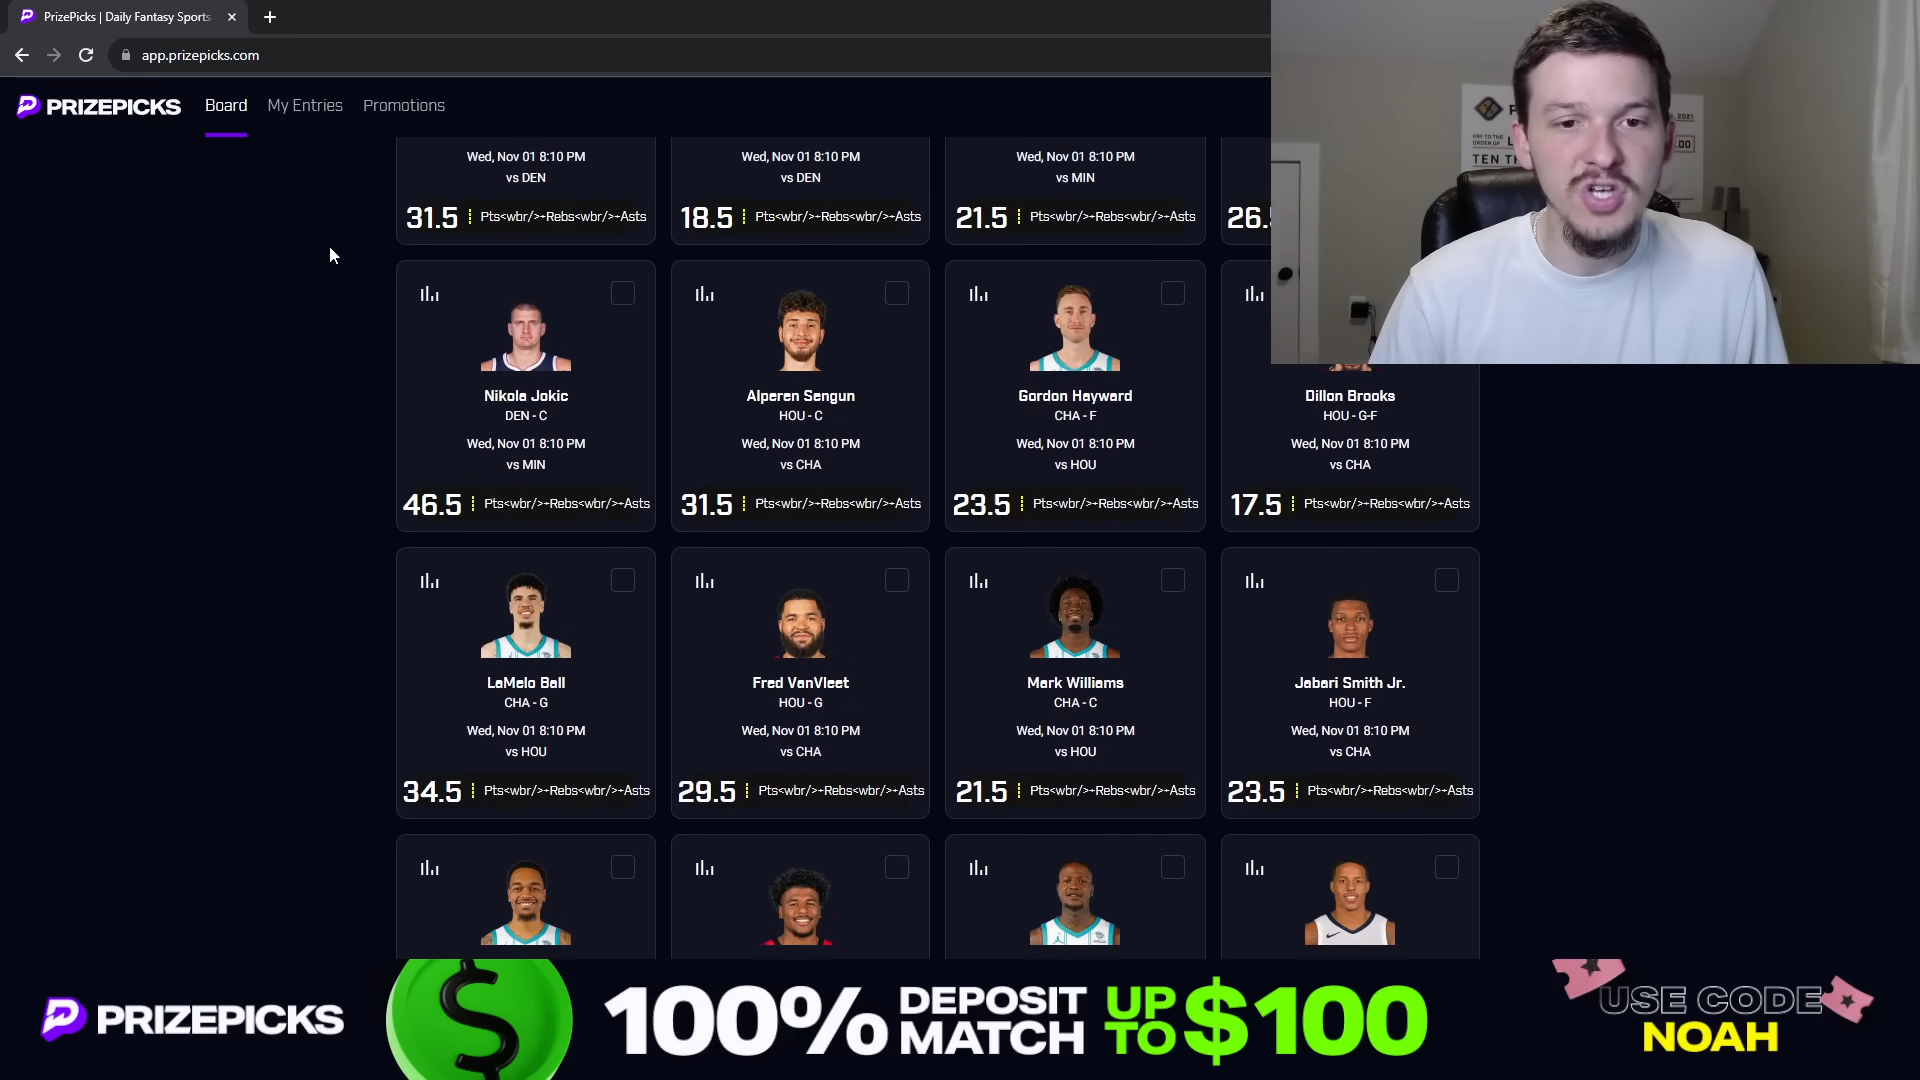 PrizePicks | Daily Fantasy Sports
app.prizepicks.com
PRIZEPICKS Board My Entries Promotions
Wed, Nov 01 8:10 PM
vs DEN
31.5 Pts<wbr/>+Rebs<wbr/>+Asts
Wed, Nov 01 8:10 PM
vs DEN
18.5 Pts<wbr/>+Rebs<wbr/>+Asts
Wed, Nov 01 8:10 PM
vs MIN
21.5 Pts<wbr/>+Rebs<wbr/>+Asts
26.
2021
PAY TO THE
ORDER OF
TEN
Nikola Jokic
DEN - C
Wed, Nov 01 8:10 PM
vs MIN
46.5 Pts<wbr/>+Rebs<wbr/>+Asts
Alperen Sengun
HOU - C
Wed, Nov 01 8:10 PM
vs CHA
31.5 Pts<wbr/>+Rebs<wbr/>+Asts
Gordon Hayward
CHA - F
Wed, Nov 01 8:10 PM
vs HOU
23.5 Pts<wbr/>+Rebs<wbr/>+Asts
Dillon Brooks
HOU - G-F
Wed, Nov 01 8:10 PM
vs CHA
17.5 Pts<wbr/>+Rebs<wbr/>+Asts
LaMelo Ball
CHA - G
Wed, Nov 01 8:10 PM
vs HOU
34.5 Pts<wbr/>+Rebs<wbr/>+Asts
Fred VanVleet
HOU - G
Wed, Nov 01 8:10 PM
vs CHA
29.5 Pts<wbr/>+Rebs<wbr/>+Asts
Mark Williams
CHA - C
Wed, Nov 01 8:10 PM
vs HOU
21.5 Pts<wbr/>+Rebs<wbr/>+Asts
Jabari Smith Jr.
HOU - F
Wed, Nov 01 8:10 PM
vs CHA
23.5 Pts<wbr/>+Rebs<wbr/>+Asts
PRIZEPICKS
$
100% DEPOSIT
MATCH
UP
TO $100
USE CODE
NOAH